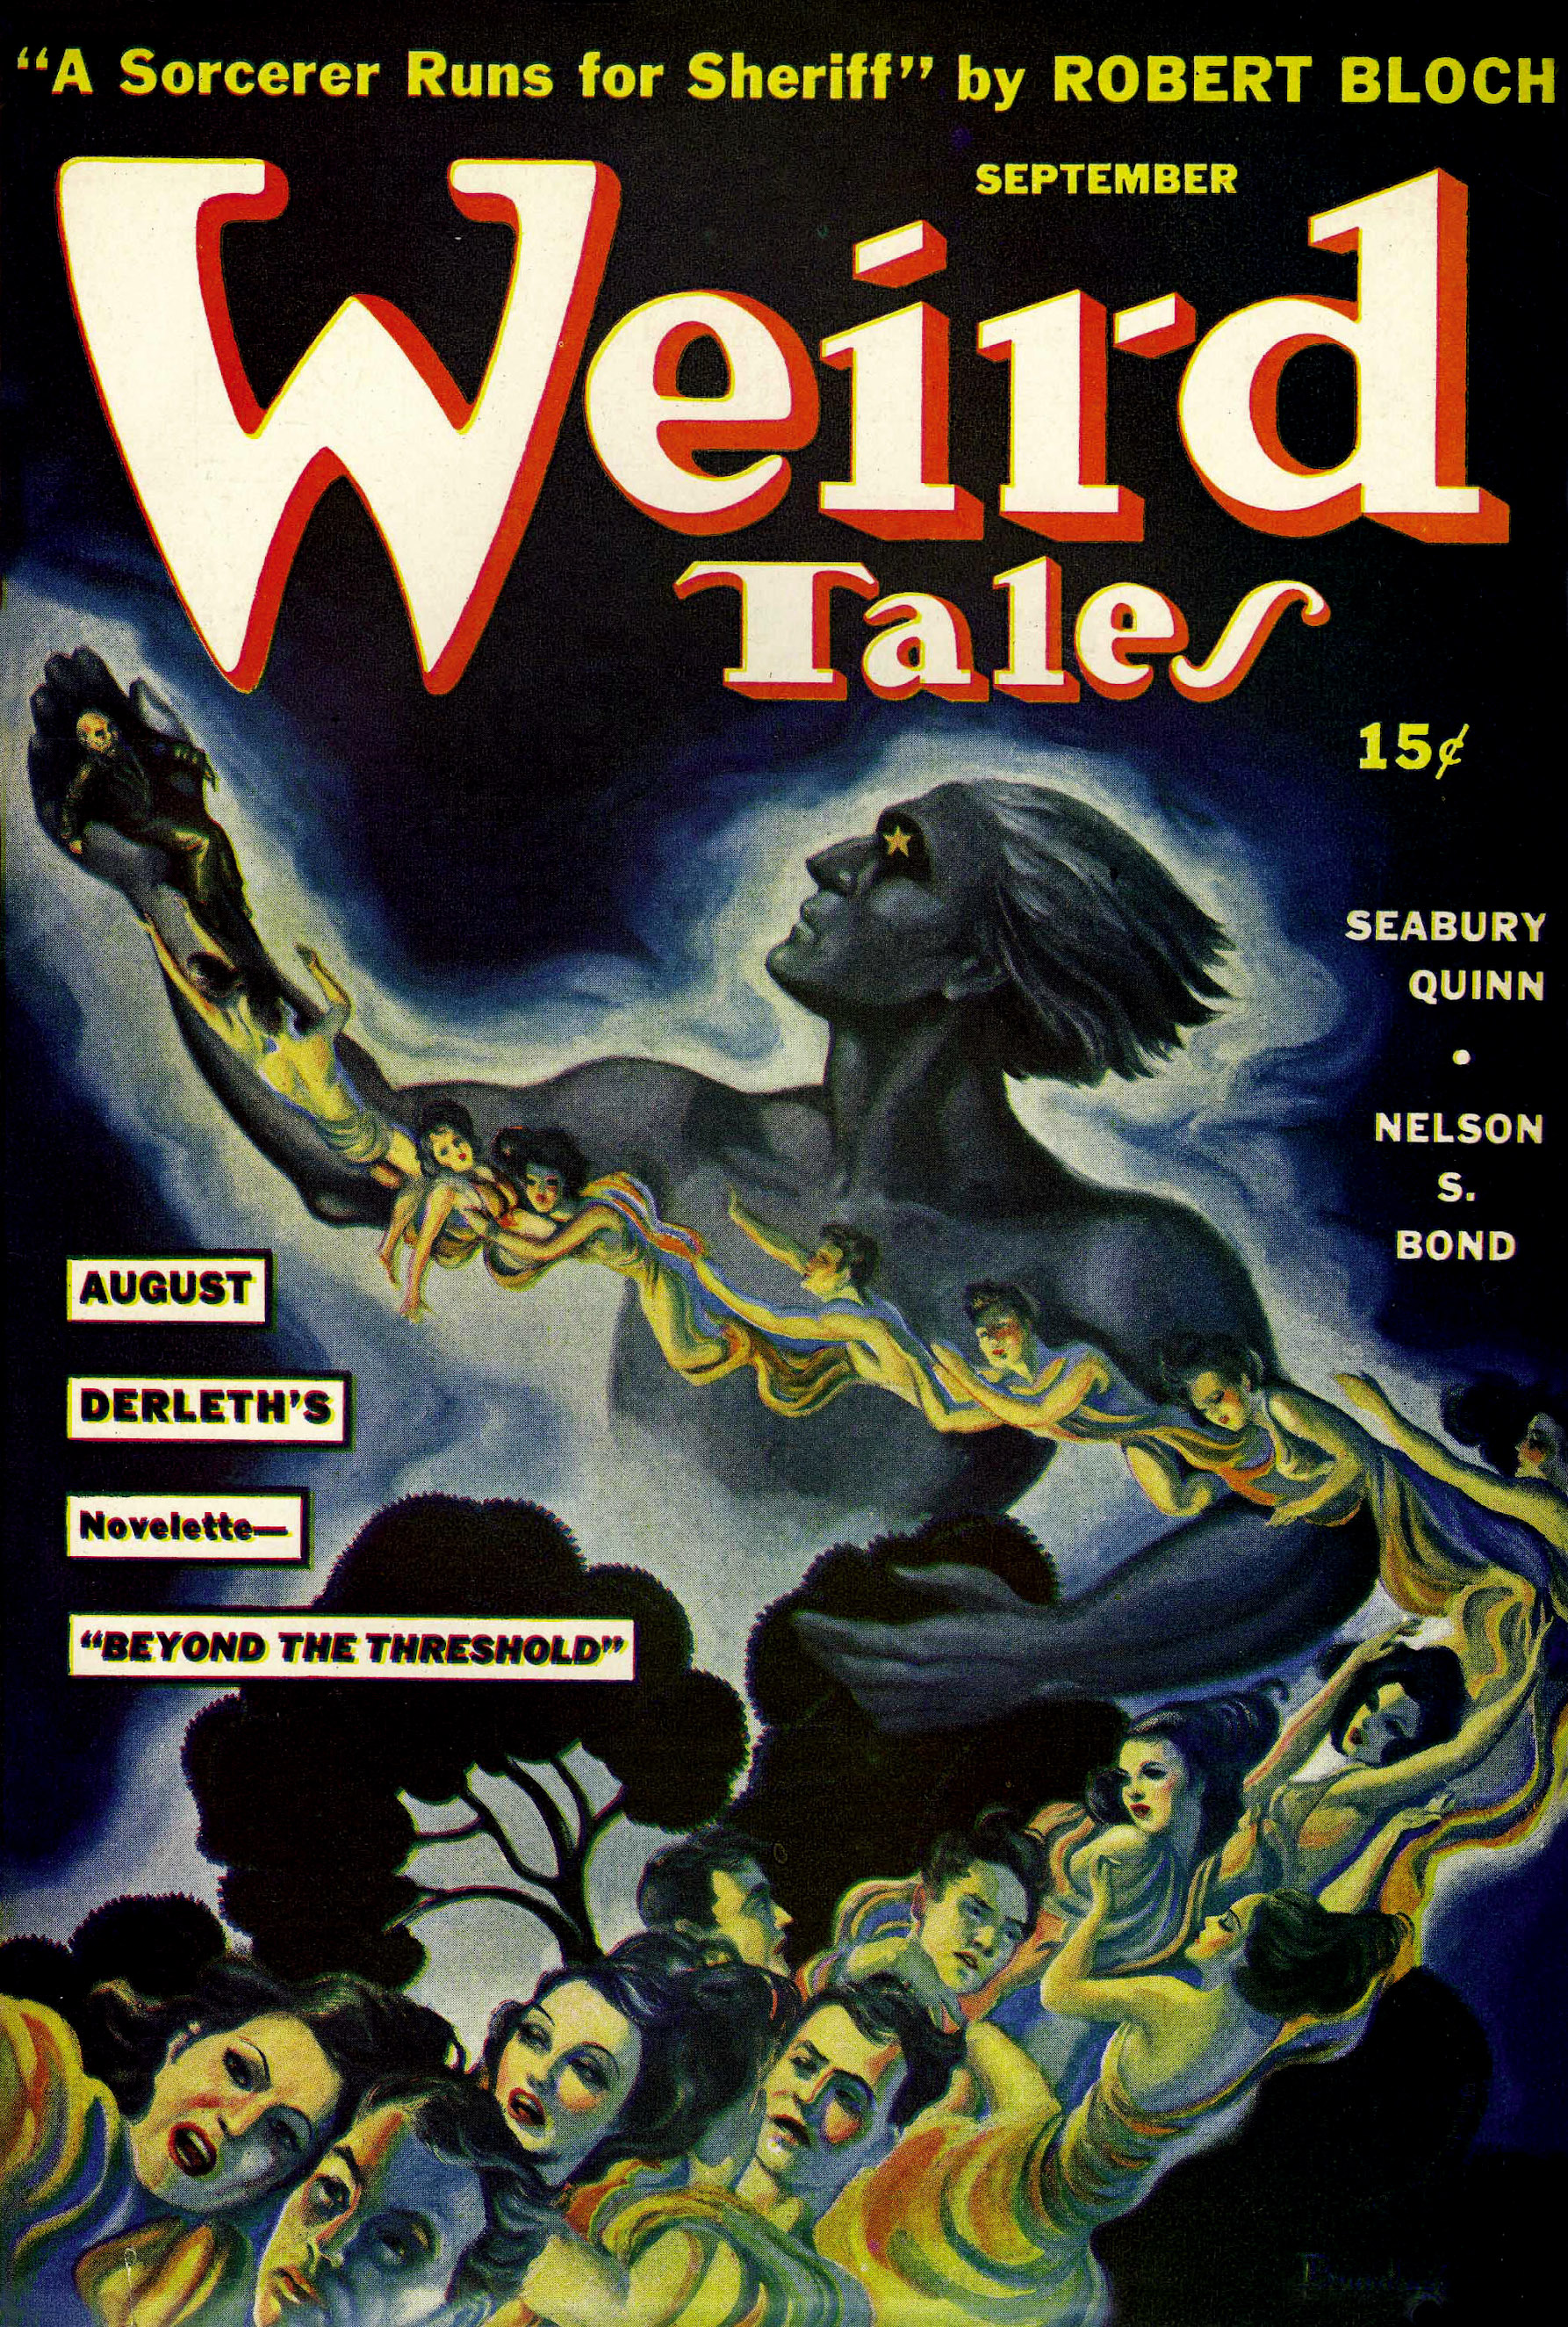 “A Sorcerer Runs for Sheriff” by ROBERT BLOCH
SEPTEMBER
Weird
Tales
15¢
SEABURY
QUINN
•
NELSON
S.
BOND
AUGUST
DERLETH’S
Novelette—
“BEYOND THE THRESHOLD”